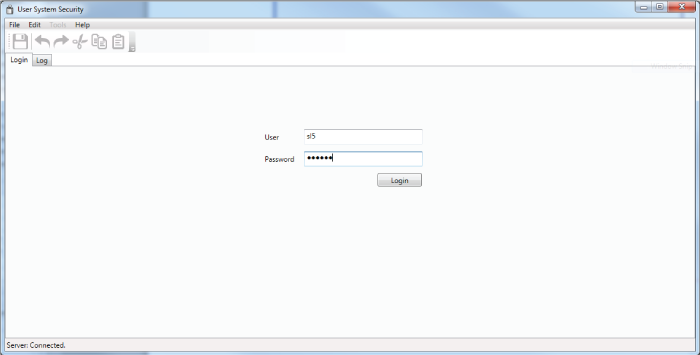 User System Security
File Edit Tools Help
Login Log
User sl5
Password ●●●●●●
Login
Server: Connected.